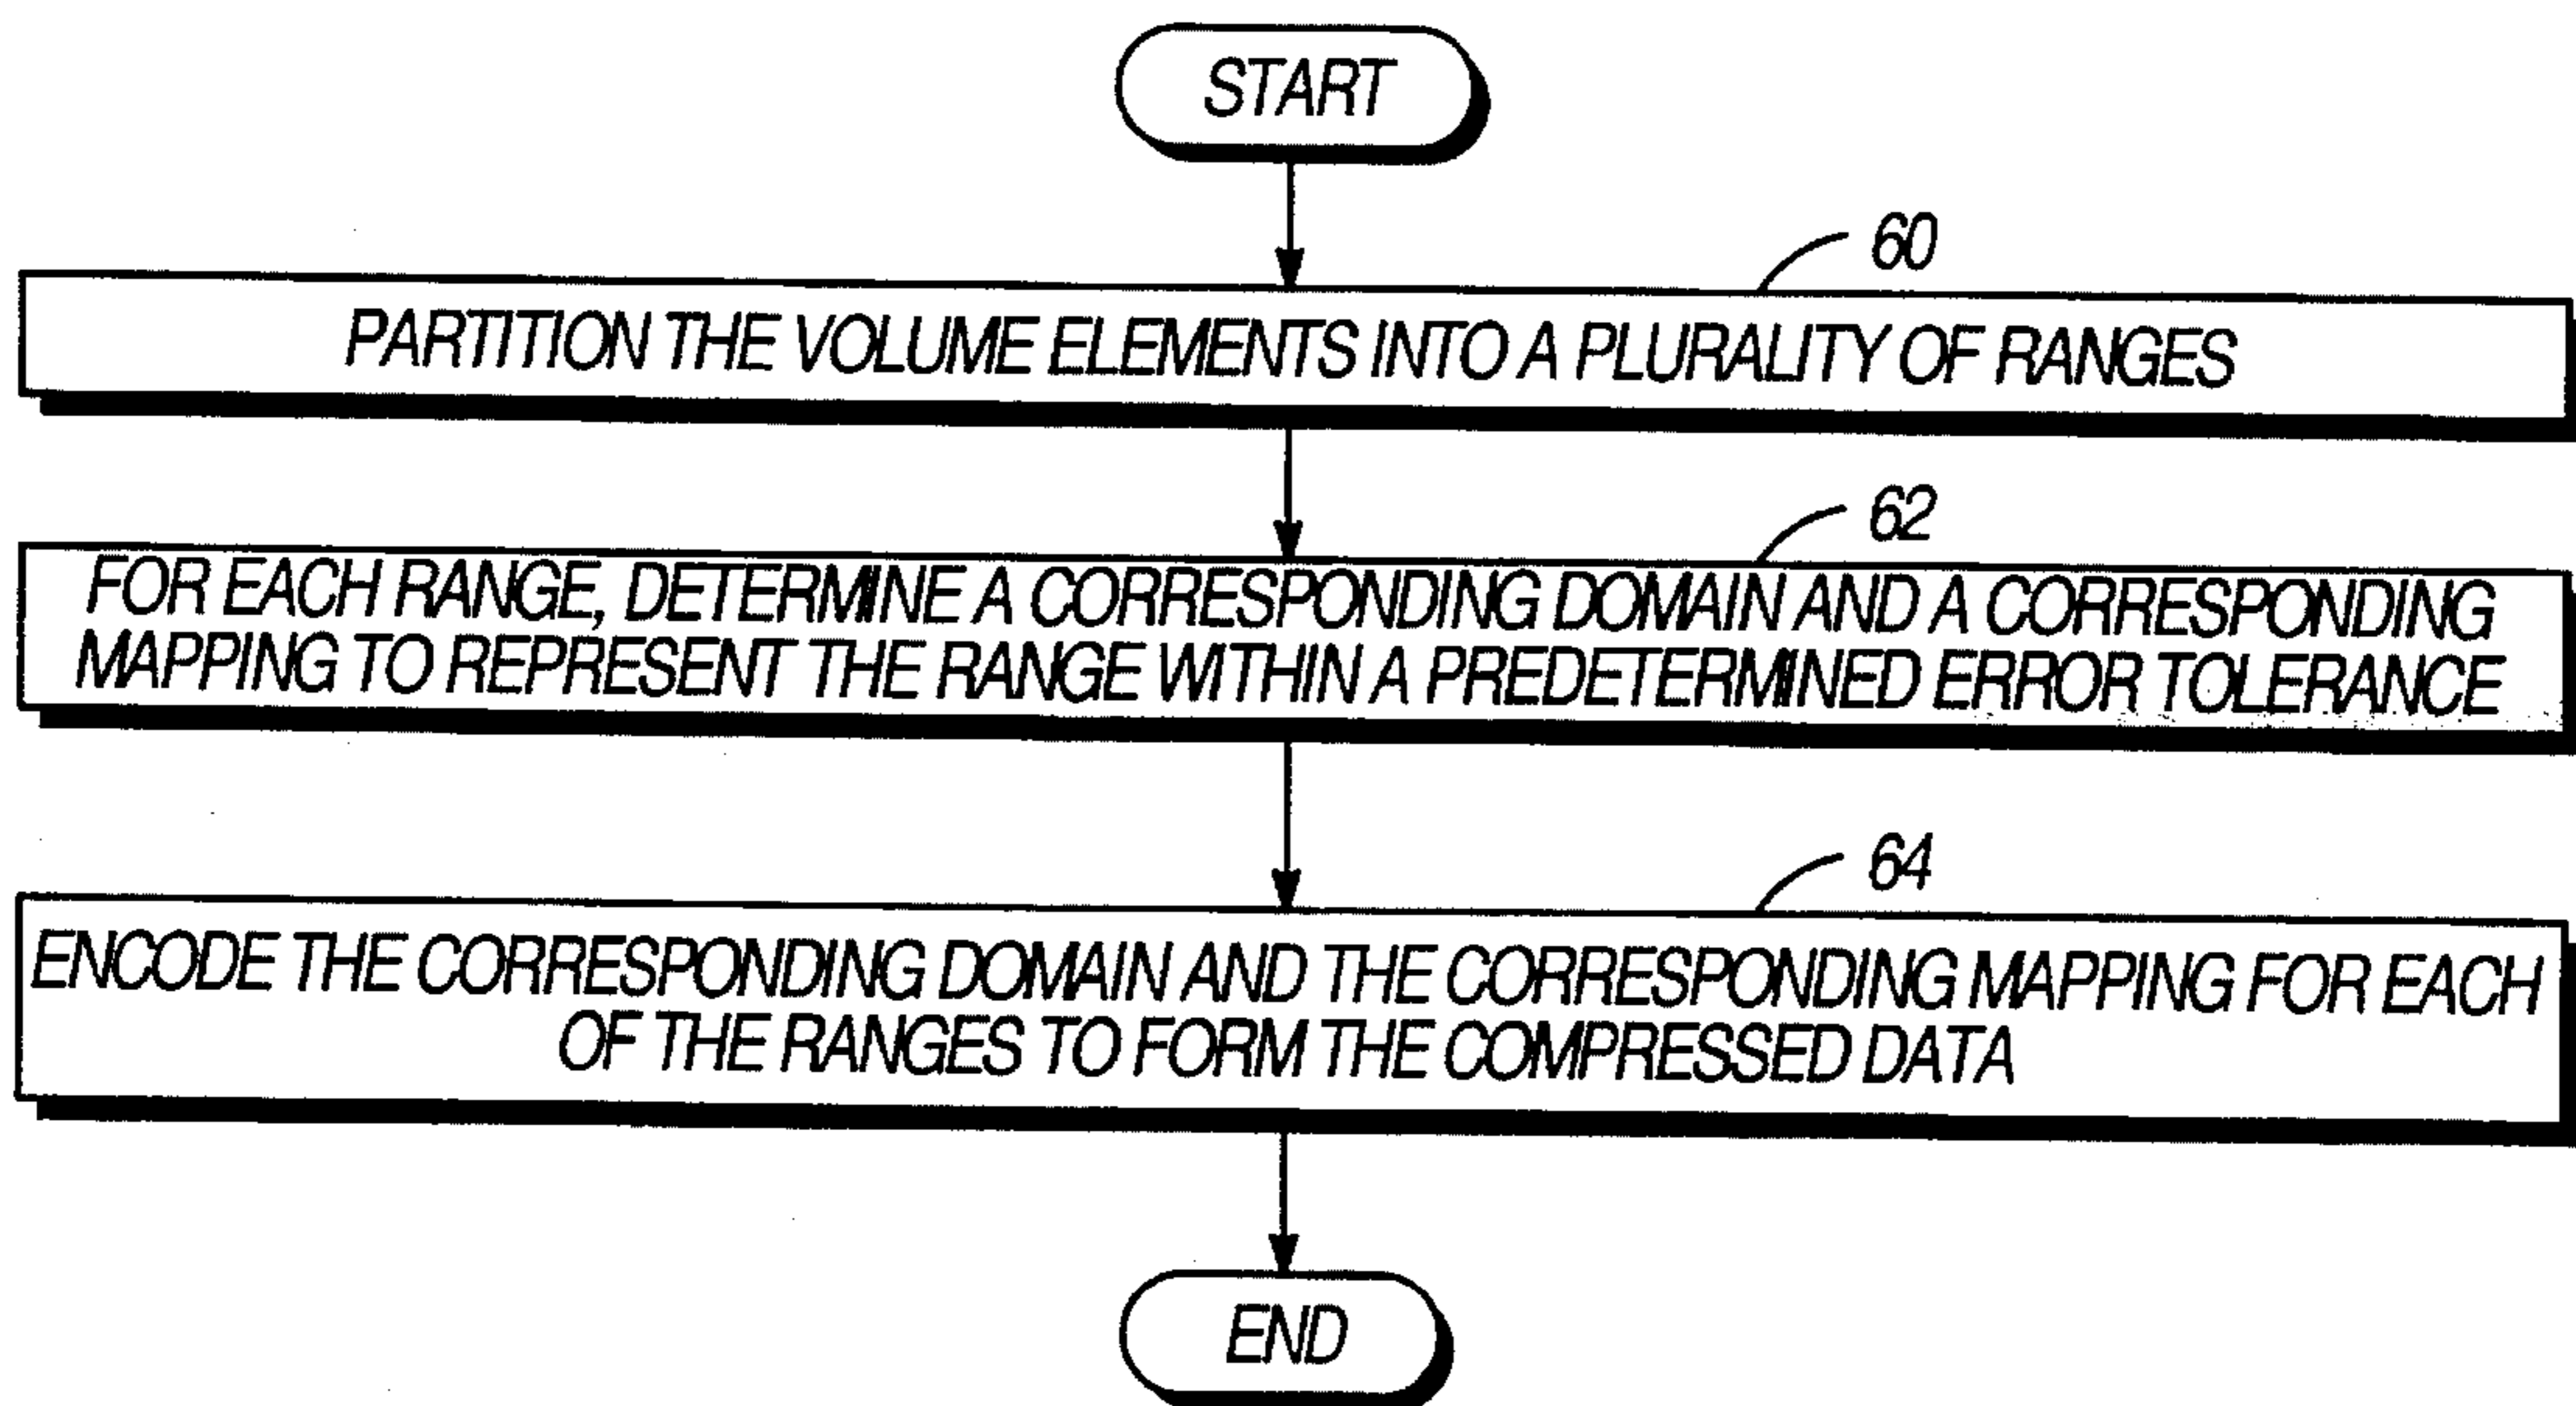 START
60
PARTITION THE VOLUME ELEMENTS INTO A PLURALITY OF RANGES
62
FOR EACH RANGE, DETERMINE A CORRESPONDING DOMAIN AND A CORRESPONDING
MAPPING TO REPRESENT THE RANGE WITHIN A PREDETERMINED ERROR TOLERANCE
64
ENCODE THE CORRESPONDING DOMAIN AND THE CORRESPONDING MAPPING FOR EACH
OF THE RANGES TO FORM THE COMPRESSED DATA
END